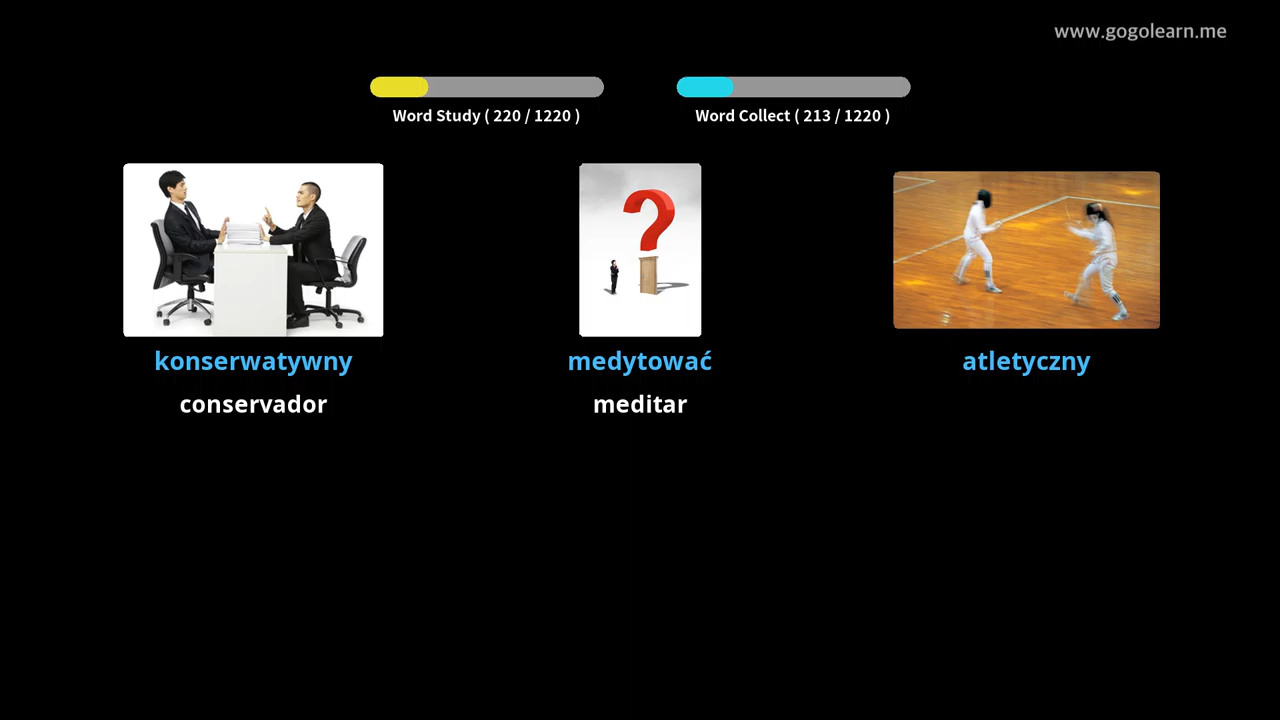 www.gogolearn.me
Word Study ( 220 / 1220 )
Word Collect ( 213 / 1220 )
konserwatywny
medytować
atletyczny
conservador
meditar